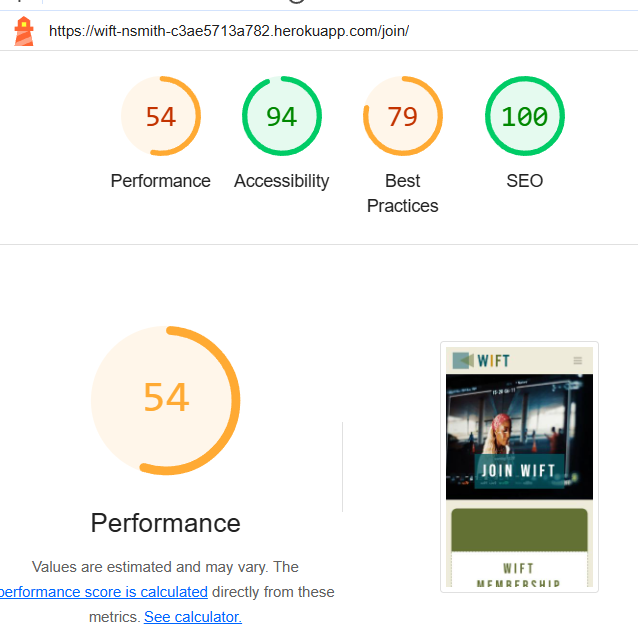 https://wift-nsmith-c3ae5713a782.herokuapp.com/join/
54 94 79 100
Performance Accessibility Best Practices SEO
54
WIFT
JOIN WIFT
WIFT
MEMBERSHIP
Performance
Values are estimated and may vary. The
performance score is calculated directly from these
metrics. See calculator.